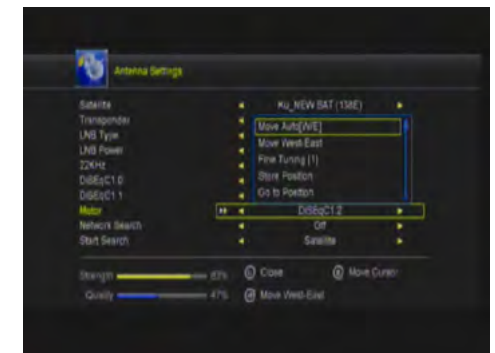 Antenna Settings
Satellite Ku_NEW BAT (138E)
Transponder
LNB Type
LNB Power
22KHz
DiSEqC1.0
DiSEqC1.1
Move Auto[W/E]
Move West-East
Fine Tuning (1)
Store Position
Go to Position
Motor DiSEqC1.2
Network Search Off
Start Search Satellite
Strength 83% Close Move Cursor
Quality 47% Move West-East